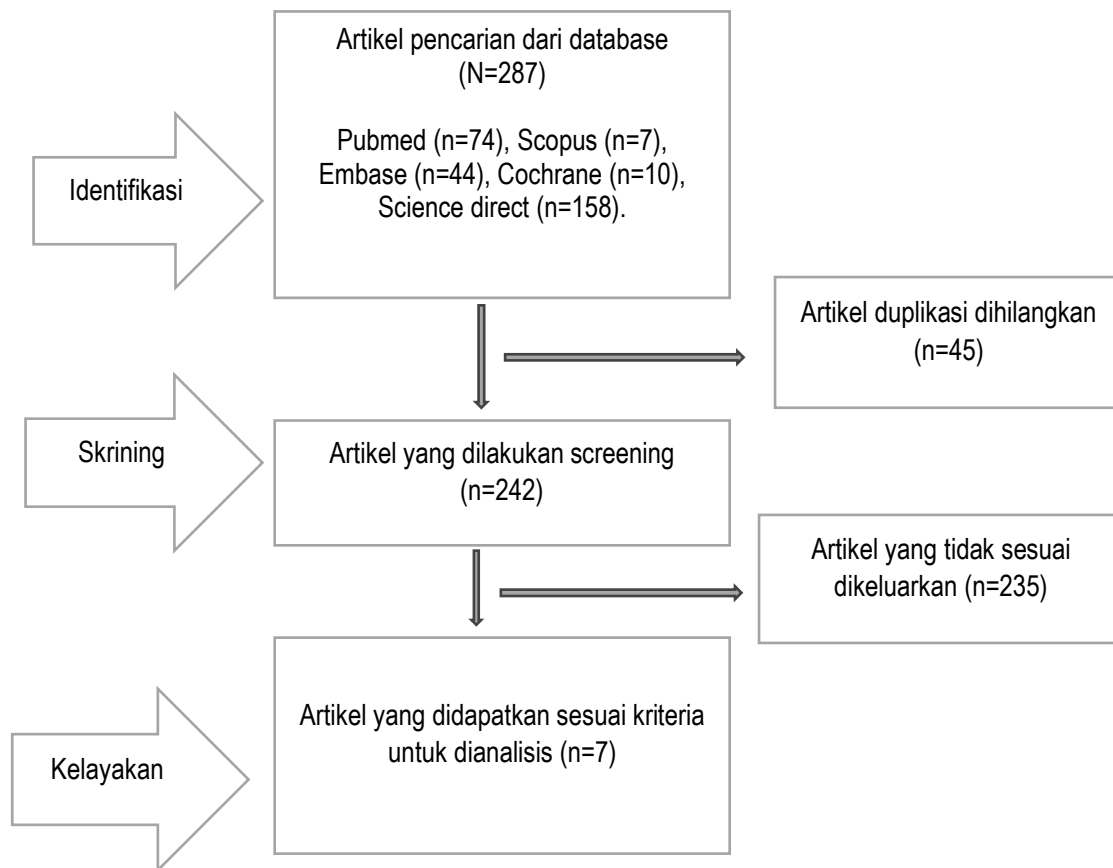 Artikel pencarian dari database
(N=287)
Pubmed (n=74), Scopus (n=7),
Embase (n=44), Cochrane (n=10),
Science direct (n=158).
Identifikasi
Artikel duplikasi dihilangkan
(n=45)
Skrining
Artikel yang dilakukan screening
(n=242)
Artikel yang tidak sesuai
dikeluarkan (n=235)
Kelayakan
Artikel yang didapatkan sesuai kriteria
untuk dianalisis (n=7)